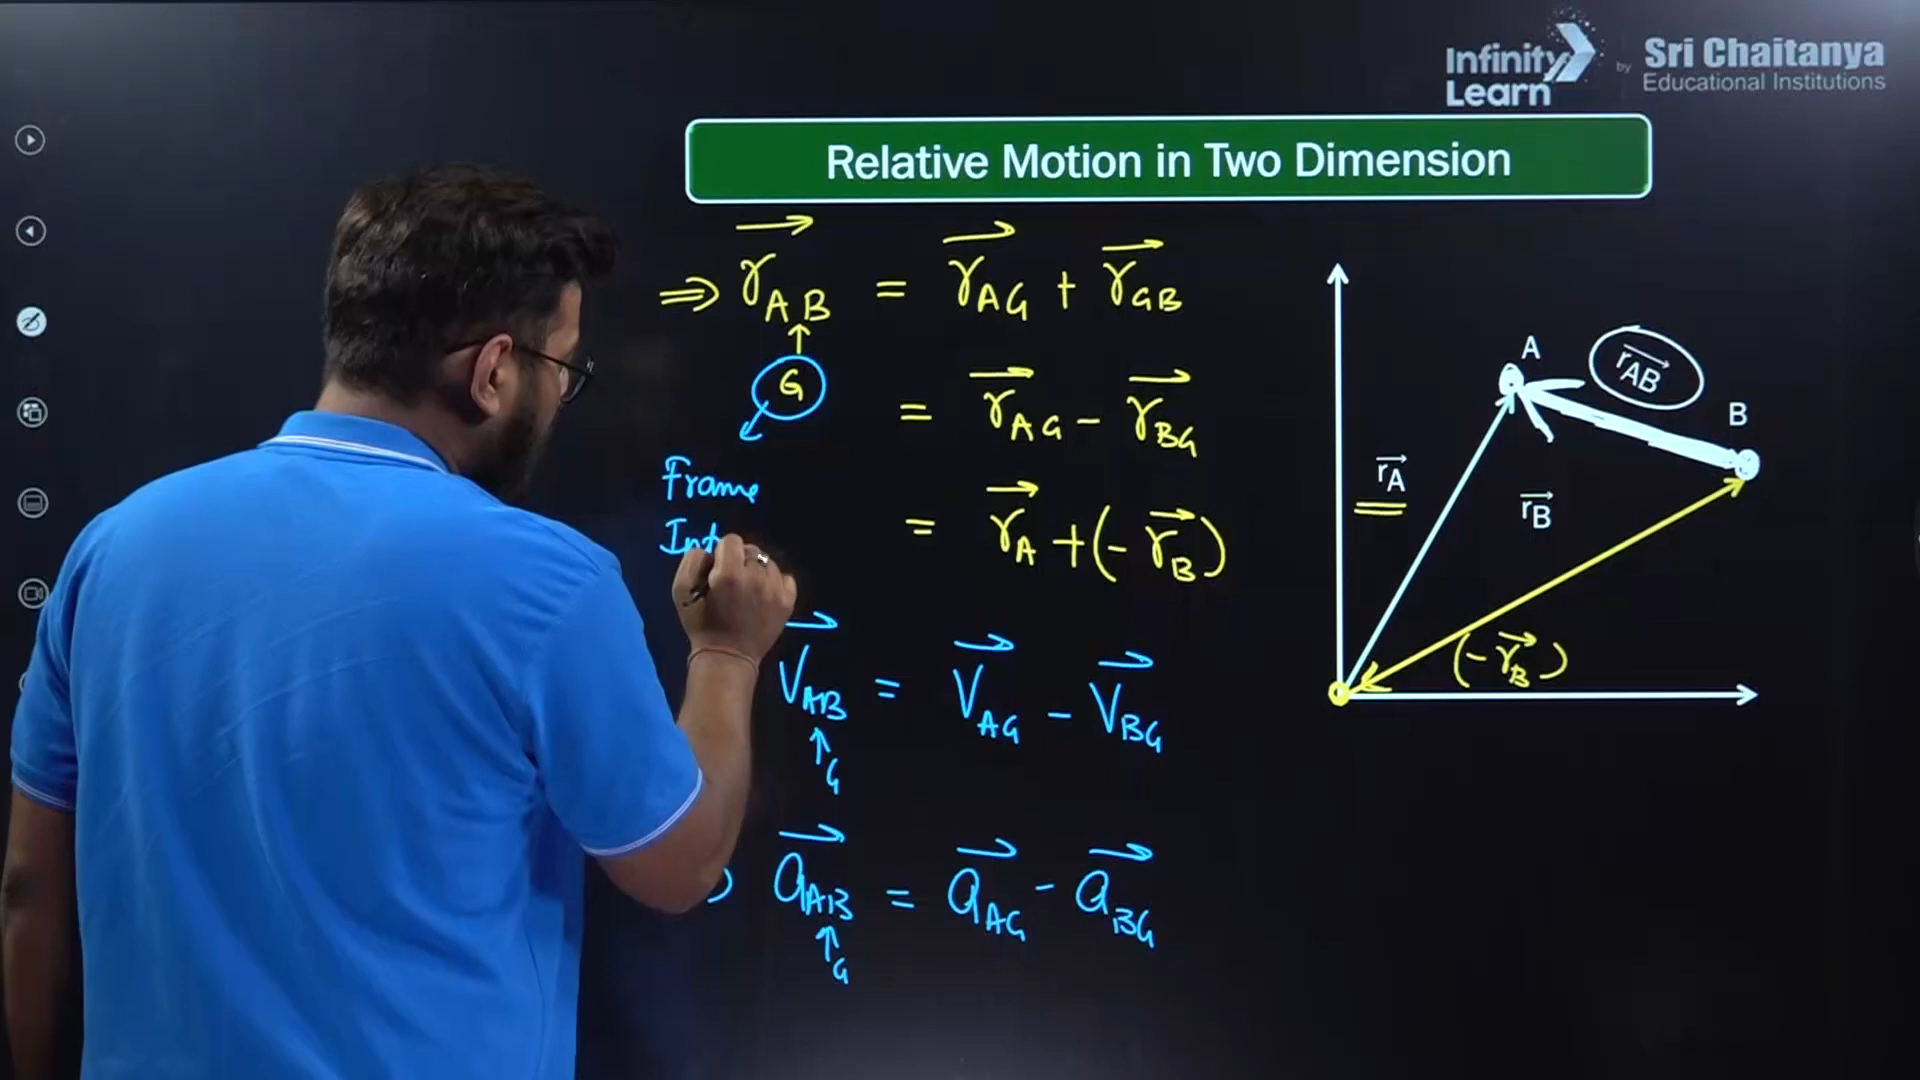 Infinity Learn by Sri Chaitanya Educational Institutions
Relative Motion in Two Dimension
⇒ r⃗AB = r⃗AG + r⃗GB
↑
G
= r⃗AG - r⃗BG
Frame
Int
= r⃗A + (- r⃗B)
V⃗AB = V⃗AG - V⃗BG
↑G
a⃗AB = a⃗AG - a⃗BG
↑G
A
r⃗AB
B
r⃗A
r⃗B
(- r⃗B)